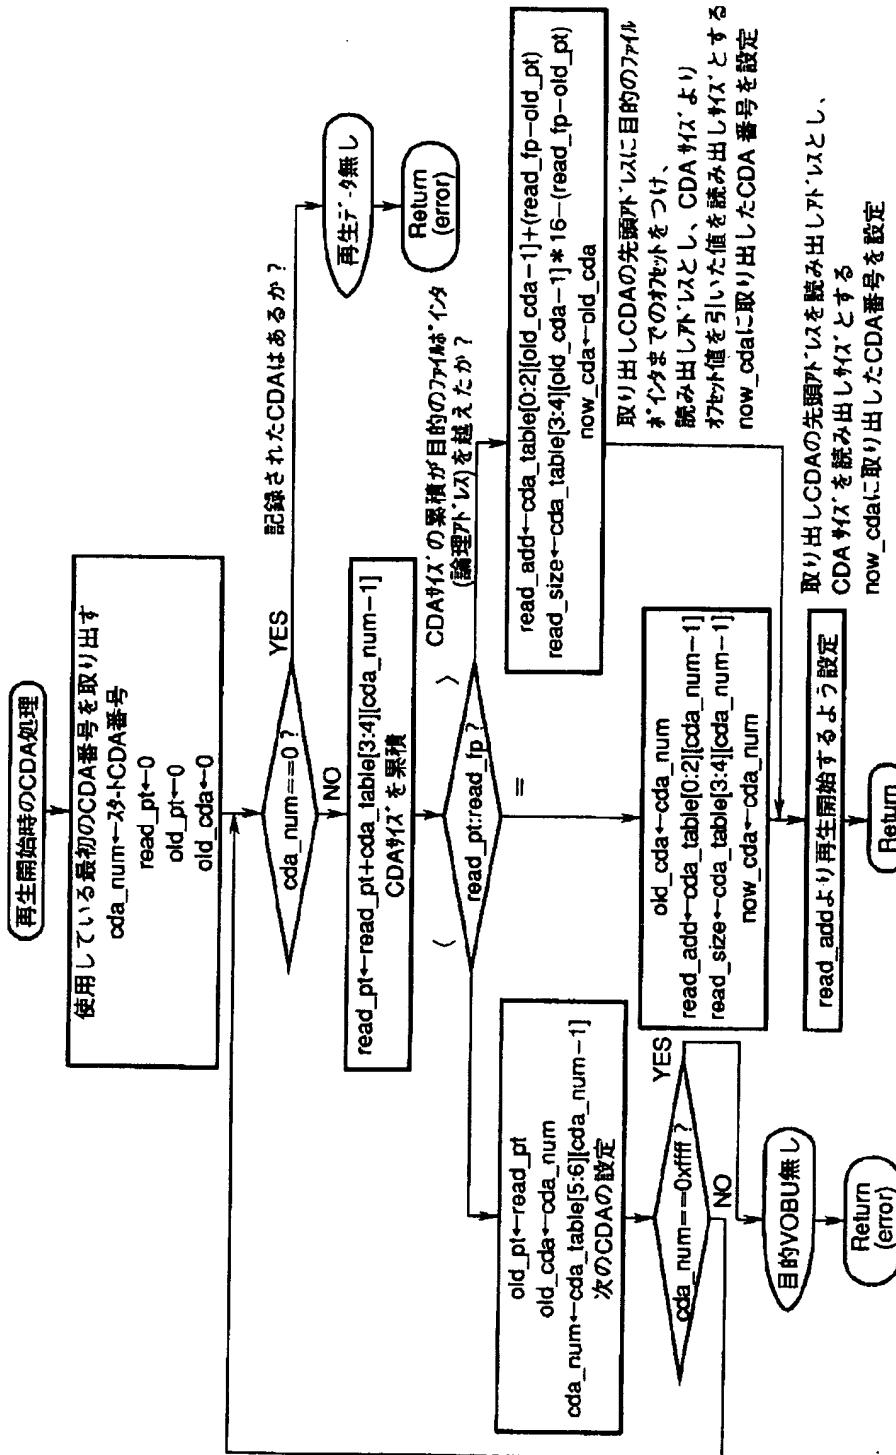 再生開始時のCDA処理
使用している最初のCDA番号を取り出す
cda_num←スタートCDA番号
read_pt←0
old_pt←0
old_cda←0
cda_num==0 ?
YES
NO
記録されたCDAはあるか?
再生データ無し
Return
(error)
read_pt←read_pt+cda_table[3:4][cda_num−1]
CDAサイズを累積
CDAサイズの累積が目的のファイルポインタ
(論理アドレス)を越えたか?
read_pt:read_fp ?
<
=
>
read_add←cda_table[0:2][old_cda−1]+(read_fp−old_pt)
read_size←cda_table[3:4][old_cda−1]*16−(read_fp−old_pt)
now_cda←old_cda
取り出しCDAの先頭アドレスに目的のファイル
ポインタまでのオフセットをつけ、
読み出しアドレスとし、CDAサイズより
オフセット値を引いた値を読み出しサイズとする
now_cdaに取り出したCDA番号を設定
old_cda←cda_num
read_add←cda_table[0:2][cda_num−1]
read_size←cda_table[3:4][cda_num−1]
now_cda←cda_num
取り出しCDAの先頭アドレスを読み出しアドレスとし、
CDAサイズを読み出しサイズとする
now_cdaに取り出したCDA番号を設定
read_addより再生開始するよう設定
Return
old_pt←read_pt
old_cda←cda_num
cda_num←cda_table[5:6][cda_num−1]
次のCDAの設定
cda_num==0xffff ?
YES
NO
目的VOBU無し
Return
(error)